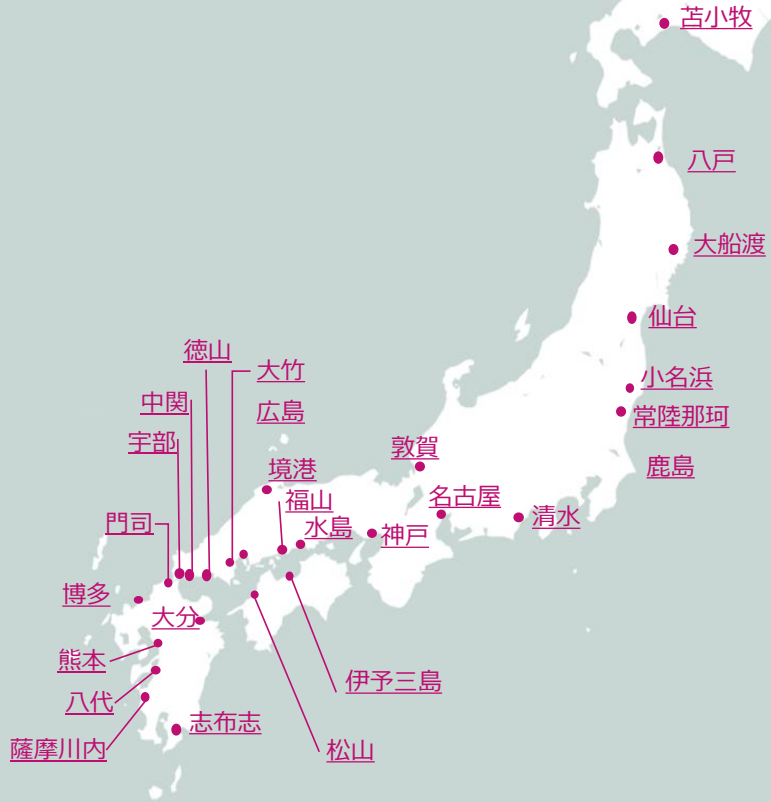 苫小牧
八戸
大船渡
仙台
小名浜
常陸那珂
鹿島
徳山
大竹
中関
広島
宇部
敦賀
境港
福山
名古屋
清水
門司
水島
神戸
博多
大分
熊本
伊予三島
八代
志布志
薩摩川内
松山